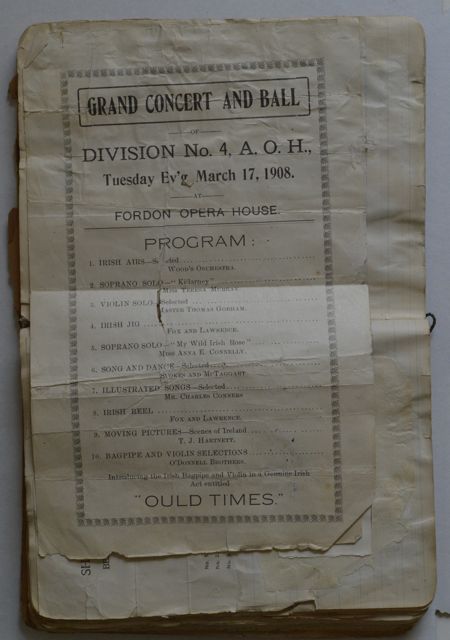 GRAND CONCERT AND BALL
OF
DIVISION No. 4, A. O. H.,
Tuesday Ev'g March 17, 1908.
AT
FORDON OPERA HOUSE.
PROGRAM:
1. IRISH AIRS—
WOOD'S ORCHESTRA.
2. SOPRANO SOLO—"Kilarney"
MISS TERESA MURRAY.
3. VIOLIN SOLO, Selected
MASTER THOMAS GORHAM.
4. IRISH JIG
FOX AND LAWRENCE.
5. SOPRANO SOLO—"My Wild Irish Rose"
MISS ANNA E. CONNELLY.
6. SONG AND DANCE—Selected
AND MCTAGGART.
7. ILLUSTRATED SONGS—Selected
MR. CHARLES CONNERS
8. IRISH REEL
FOX AND LAWRENCE.
9. MOVING PICTURES—Scenes of Ireland
T. J. HARTNETT.
10. BAGPIPE AND VIOLIN SELECTIONS
O'DONNELL BROTHERS.
Introducing the Irish Bagpipe and Violin in a Genuine Irish
Act entitled
"OULD TIMES."